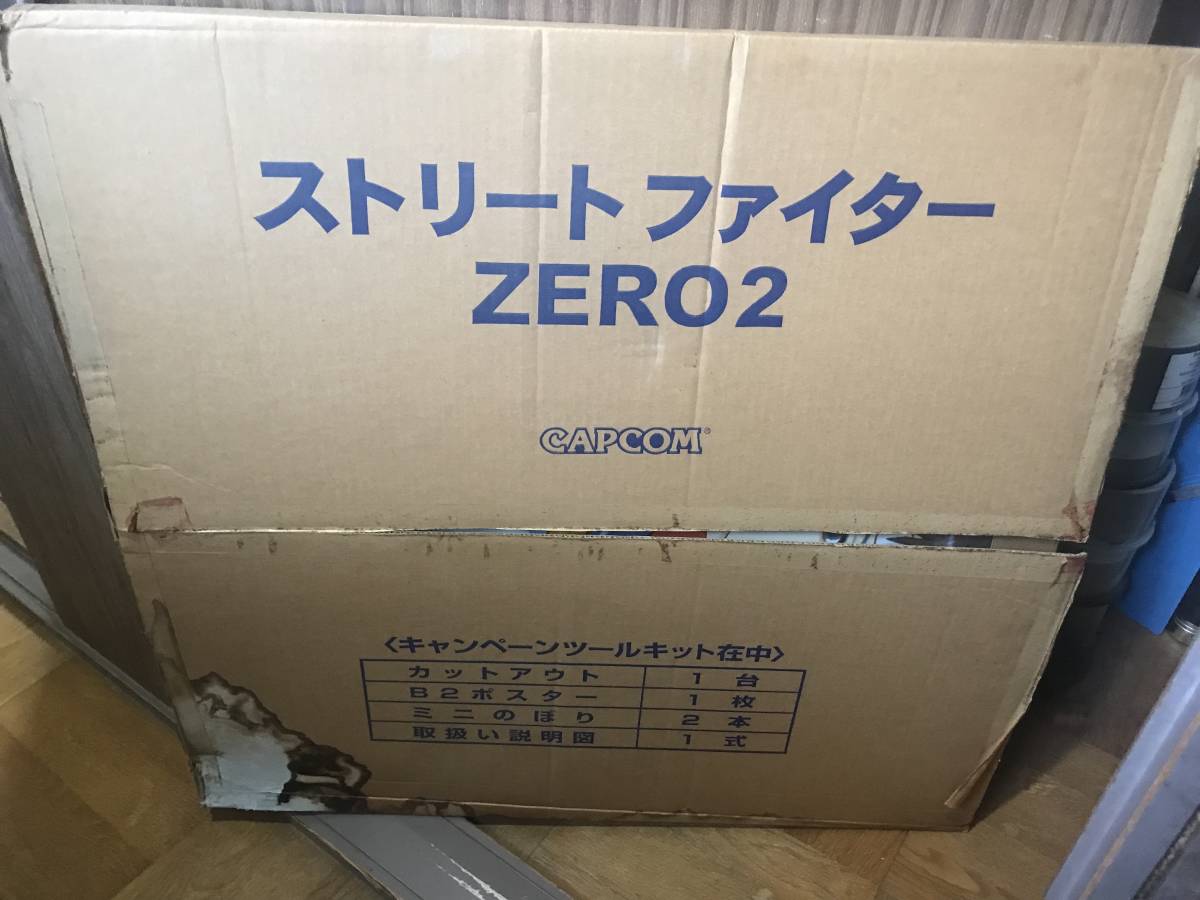 ストリートファイター
ZERO2
CAPCOM®
〈キャンペーンツールキット在中〉
カットアウト 1台
B2ポスター 1枚
ミニのぼり 2本
取扱い説明図 1式